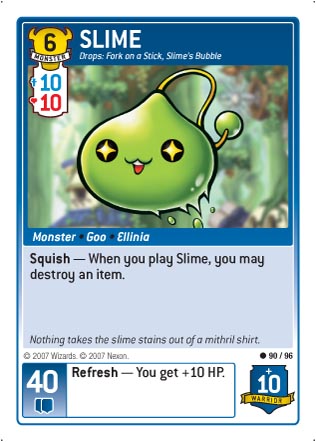 6
MONSTER
SLIME
Drops: Fork on a Stick, Slime's Bubble
+10
10
Monster • Goo • Ellinia
Squish — When you play Slime, you may
destroy an item.
Nothing takes the slime stains out of a mithril shirt.
© 2007 Wizards. © 2007 Nexon.
● 90 / 96
40
Refresh — You get +10 HP.
+
10
WARRIOR